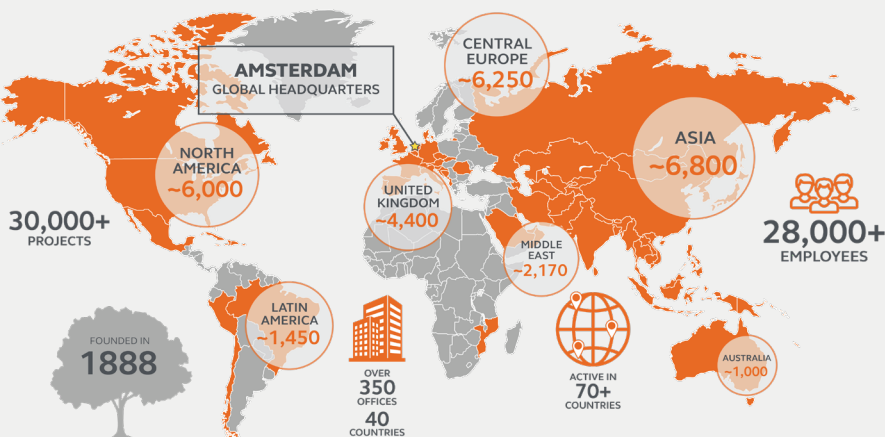 AMSTERDAM
GLOBAL HEADQUARTERS
CENTRAL
EUROPE
~6,250
NORTH
AMERICA
~6,000
ASIA
~6,800
UNITED
KINGDOM
~4,400
30,000+
PROJECTS
28,000+
EMPLOYEES
MIDDLE
EAST
~2,170
LATIN
AMERICA
~1,450
FOUNDED IN
1888
OVER
350
OFFICES
40
COUNTRIES
ACTIVE IN
70+
COUNTRIES
AUSTRALIA
~1,000